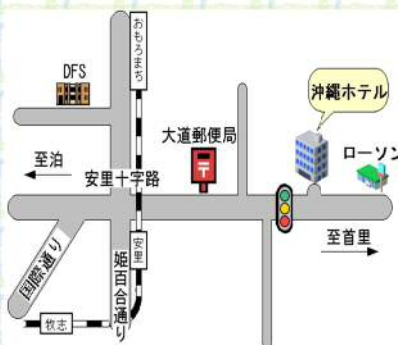 おもろまち
DFS
沖縄ホテル
大道郵便局
ローソン
至泊
安里十字路
至首里
安里
国際通り
姫百合通り
牧志